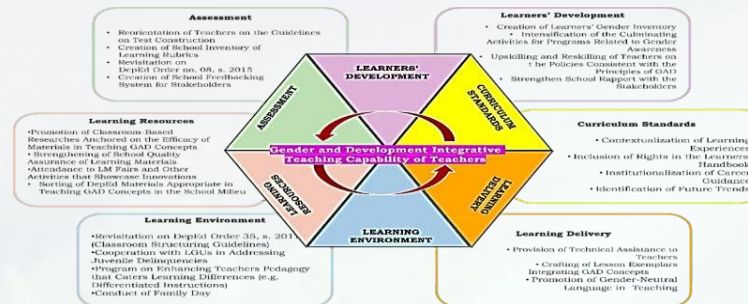 Assessment
• Reorientation of Teachers on the Guidelines
on Test Construction
• Creation of School Inventory of
Learning Rubrics
• Revisitation on
DepEd Order no. 08, s. 2015
• Creation of School Feedbacking
System for Stakeholders
Learners' Development
• Creation of Learners' Gender Inventory
• Intensification of the Culminating
Activities for Programs Related to Gender
Awareness
• Upskilling and Reskilling of Teachers on
the Policies Consistent with the
Principles of GAD
• Strengthen School Rapport with the
Stakeholders
Learning Resources
•Promotion of Classroom-Based
Researches Anchored on the Efficacy of
Materials in Teaching GAD Concepts
• Strengthening of School Quality
Assurance of Learning Materials
•Attendance to LM Fairs and Other
Activities that Showcase Innovations
• Sorting of DepEd Materials Appropriate in
Teaching GAD Concepts in the School Milieu
ASSESSMENT
LEARNERS'
DEVELOPMENT
CURRICULUM
STANDARDS
Gender and Development Integrative
Teaching Capability of Teachers
LEARNING
RESOURCES
LEARNING
ENVIRONMENT
LEARNING
DELIVERY
Curriculum Standards
• Contextualization of Learning
Experiences
• Inclusion of Rights in the Learners
Handbook
• Institutionalization of Career
Guidance
• Identification of Future Trends
Learning Environment
•Revisitation on DepEd Order 35, s. 201
(Classroom Structuring Guidelines)
•Cooperation with LGUs in Addressing
Juvenile Delinquencies
•Program on Enhancing Teachers Pedagogy
that Caters Learning Differences (e.g.
Differentiated Instructions)
•Conduct of Family Day
Learning Delivery
• Provision of Technical Assistance to
Teachers
• Crafting of Lesson Exemplars
Integrating GAD Concepts
• Promotion of Gender-Neutral
Language in Teaching